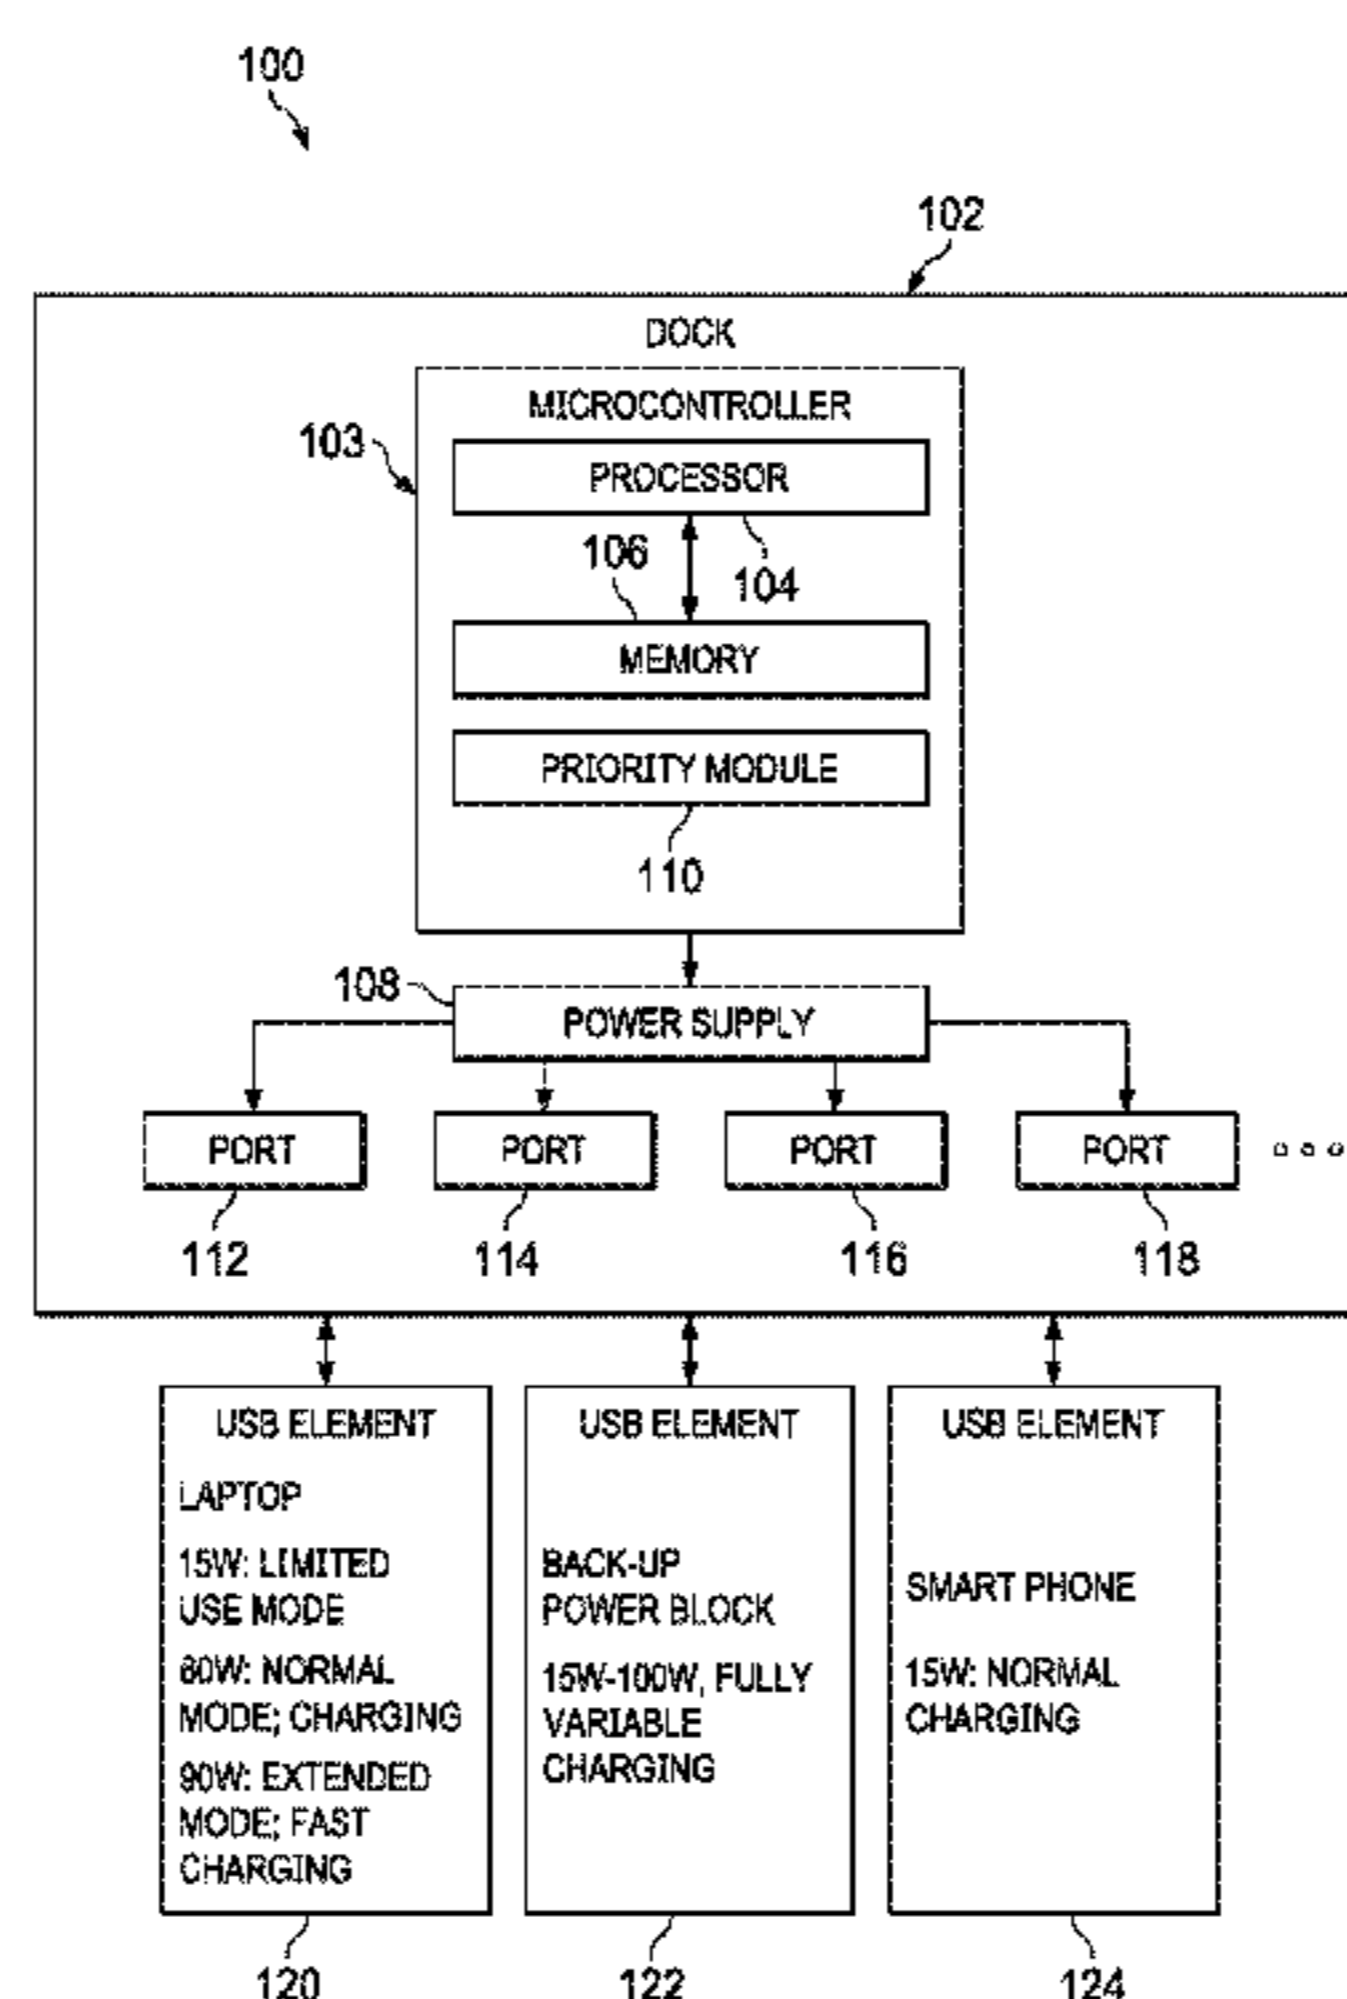 100
102
DOCK
MICROCONTROLLER
103
PROCESSOR
106
104
MEMORY
PRIORITY MODULE
110
108
POWER SUPPLY
PORT PORT PORT PORT
112 114 116 118
USB ELEMENT
LAPTOP
15W: LIMITED
USE MODE
60W: NORMAL
MODE; CHARGING
90W: EXTENDED
MODE; FAST
CHARGING
USB ELEMENT
BACK-UP
POWER BLOCK
15W-100W, FULLY
VARIABLE
CHARGING
USB ELEMENT
SMART PHONE
15W: NORMAL
CHARGING
120 122 124